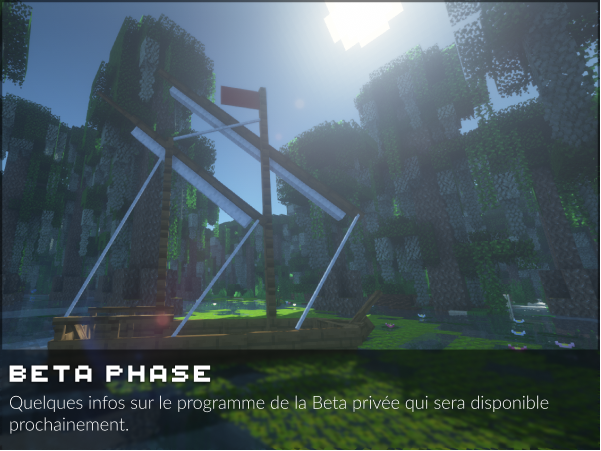 BETA PHASE
Quelques infos sur le programme de la Beta privée qui sera disponible
prochainement.